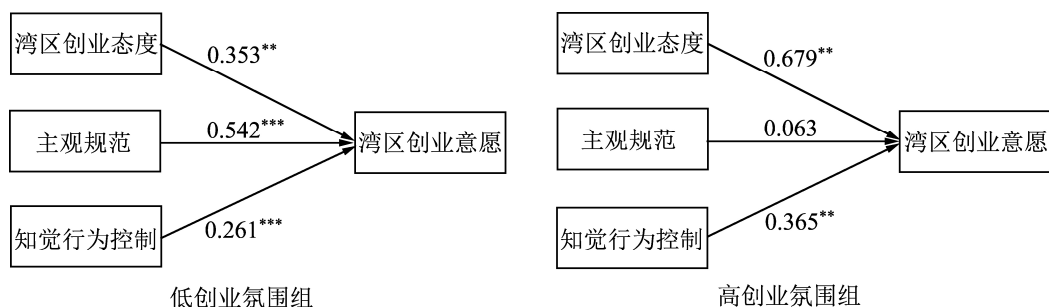 湾区创业态度
0.353**
主观规范
0.542***
湾区创业意愿
知觉行为控制
0.261***
低创业氛围组
湾区创业态度
0.679**
主观规范
0.063
湾区创业意愿
知觉行为控制
0.365**
高创业氛围组